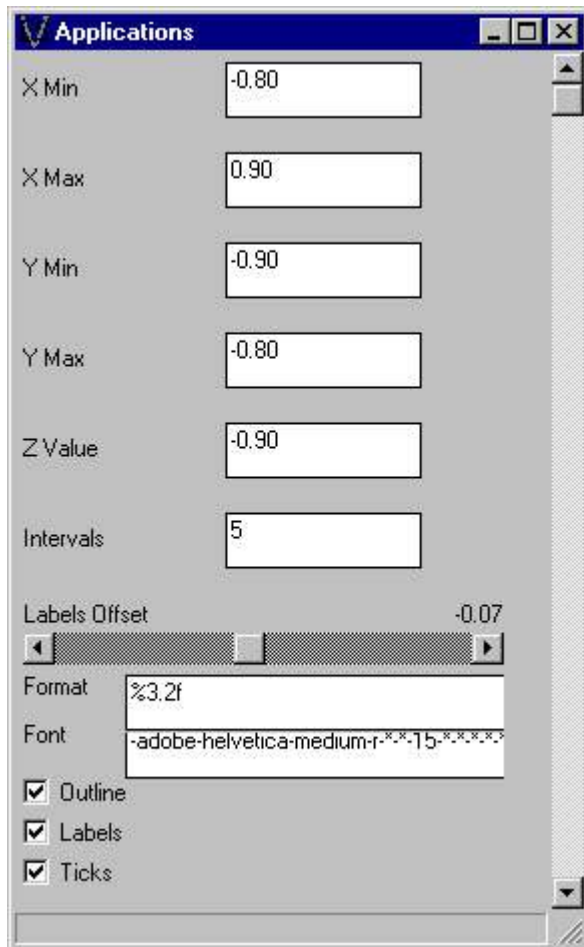 Applications
X Min -0.80
X Max 0.90
Y Min -0.90
Y Max -0.80
Z Value -0.90
Intervals 5
Labels Offset -0.07
Format %3.2f
Font -adobe-helvetica-medium-r-*-*-15-*-*-*-*-*
Outline
Labels
Ticks